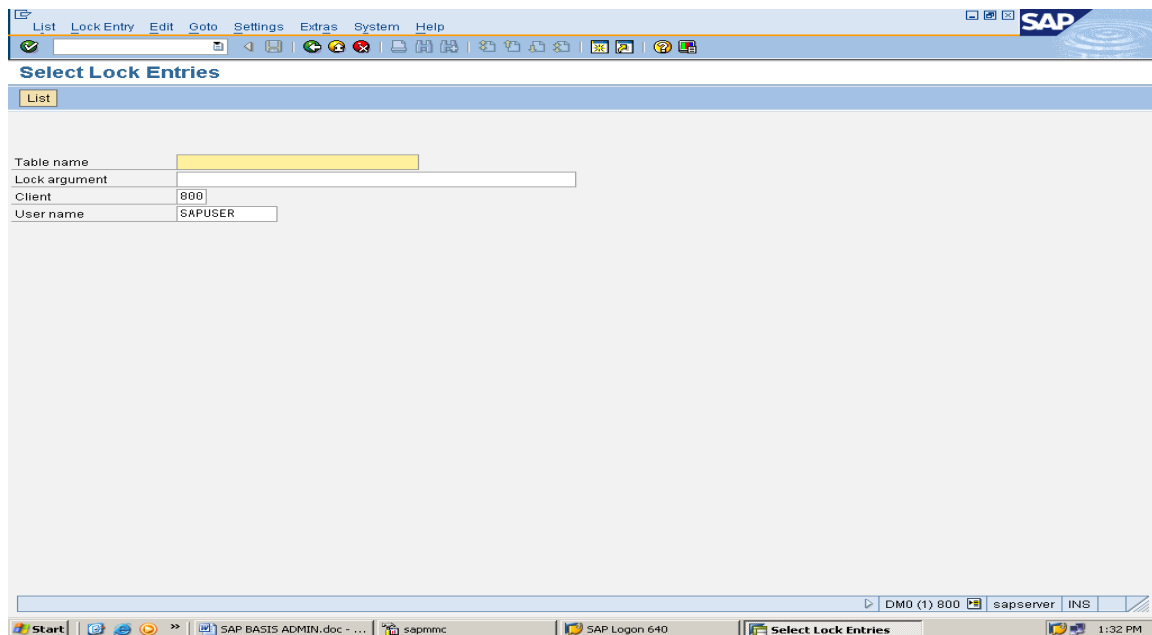 List Lock Entry Edit Goto Settings Extras System Help
SAP
Select Lock Entries
List
Table name
Lock argument
Client 800
User name SAPUSER
DM0 (1) 800 sapserver INS
Start » SAP BASIS ADMIN.doc - ... sapmmc SAP Logon 640 Select Lock Entries 1:32 PM